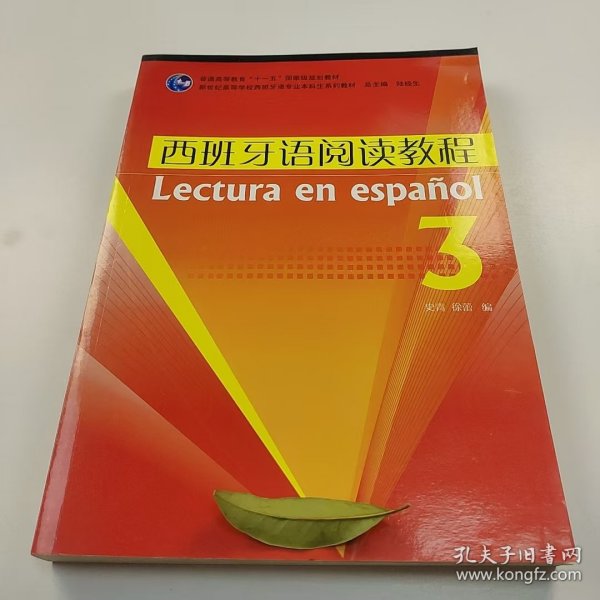 普通高等教育“十一五”国家级规划教材
新世纪高等学校西班牙语专业本科生系列教材 总主编 陆经生
西班牙语阅读教程
Lectura en español
3
史青 徐蕾 编
孔夫子旧书网
www.kongfz.com